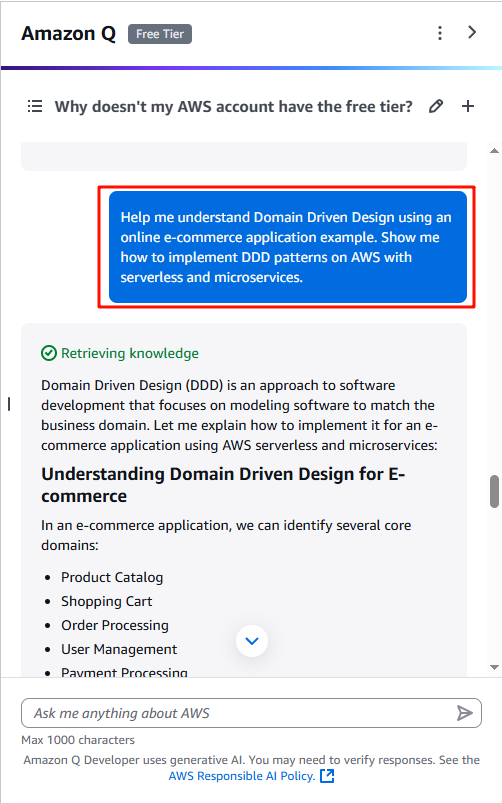 Amazon Q Free Tier
Why doesn't my AWS account have the free tier?
Help me understand Domain Driven Design using an
online e-commerce application example. Show me
how to implement DDD patterns on AWS with
serverless and microservices.
Retrieving knowledge
Domain Driven Design (DDD) is an approach to software
development that focuses on modeling software to match the
business domain. Let me explain how to implement it for an e-
commerce application using AWS serverless and microservices:
Understanding Domain Driven Design for E-
commerce
In an e-commerce application, we can identify several core
domains:
• Product Catalog
• Shopping Cart
• Order Processing
• User Management
• Payment Processing
Ask me anything about AWS
Max 1000 characters
Amazon Q Developer uses generative AI. You may need to verify responses. See the
AWS Responsible AI Policy.